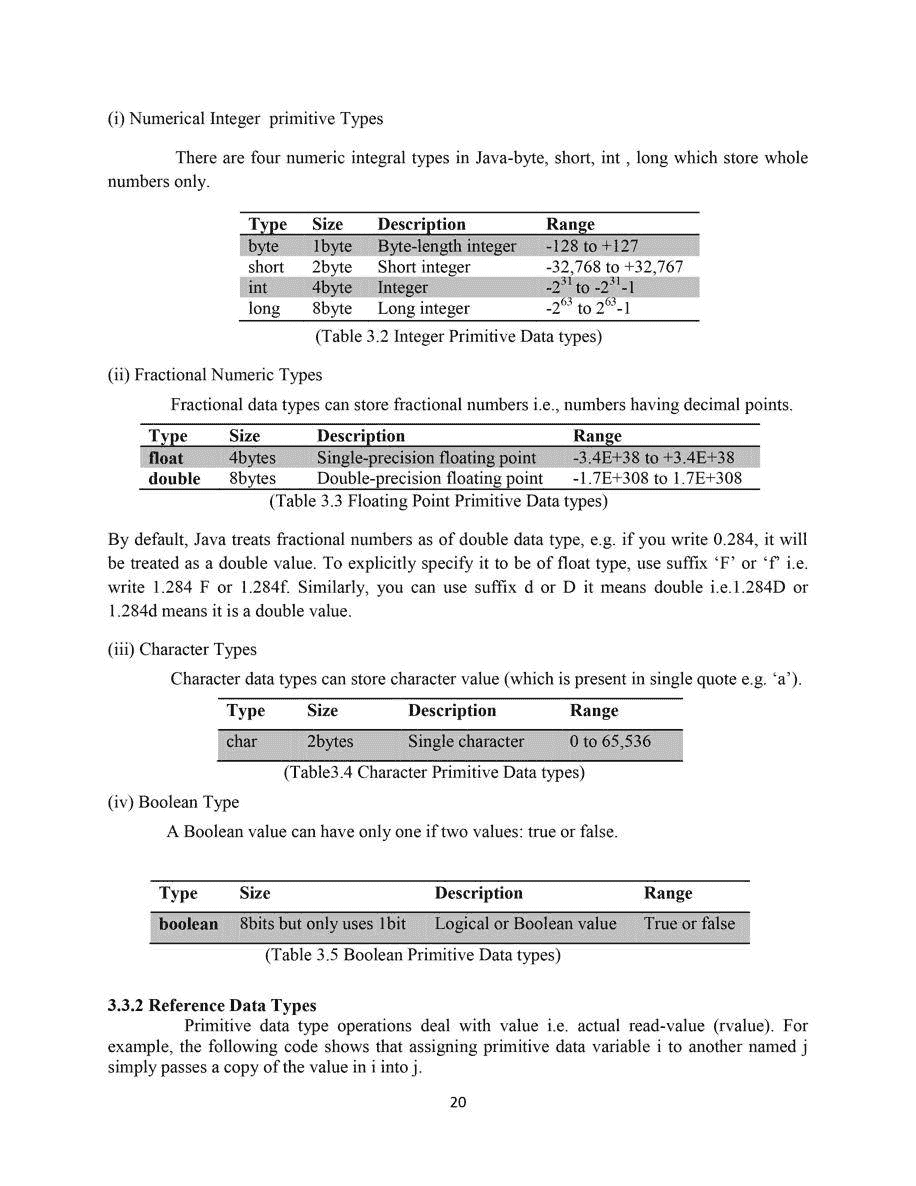 (i) Numerical Integer  primitive Types
There are four numeric integral types in Java-byte, short, int , long which store whole
numbers only.
Type Size Description Range
byte 1byte Byte-length integer -128 to +127
short 2byte Short integer -32,768 to +32,767
int 4byte Integer -2³¹ to -2³¹-1
long 8byte Long integer -2⁶³ to 2⁶³-1
(Table 3.2 Integer Primitive Data types)
(ii) Fractional Numeric Types
Fractional data types can store fractional numbers i.e., numbers having decimal points.
Type Size Description Range
float 4bytes Single-precision floating point -3.4E+38 to +3.4E+38
double 8bytes Double-precision floating point -1.7E+308 to 1.7E+308
(Table 3.3 Floating Point Primitive Data types)
By default, Java treats fractional numbers as of double data type, e.g. if you write 0.284, it will
be treated as a double value. To explicitly specify it to be of float type, use suffix ‘F’ or ‘f’ i.e.
write 1.284 F or 1.284f. Similarly, you can use suffix d or D it means double i.e.1.284D or
1.284d means it is a double value.
(iii) Character Types
Character data types can store character value (which is present in single quote e.g. ‘a’).
Type Size Description Range
char 2bytes Single character 0 to 65,536
(Table3.4 Character Primitive Data types)
(iv) Boolean Type
A Boolean value can have only one if two values: true or false.
Type Size Description Range
boolean 8bits but only uses 1bit Logical or Boolean value True or false
(Table 3.5 Boolean Primitive Data types)
3.3.2 Reference Data Types
Primitive data type operations deal with value i.e. actual read-value (rvalue). For
example, the following code shows that assigning primitive data variable i to another named j
simply passes a copy of the value in i into j.
20